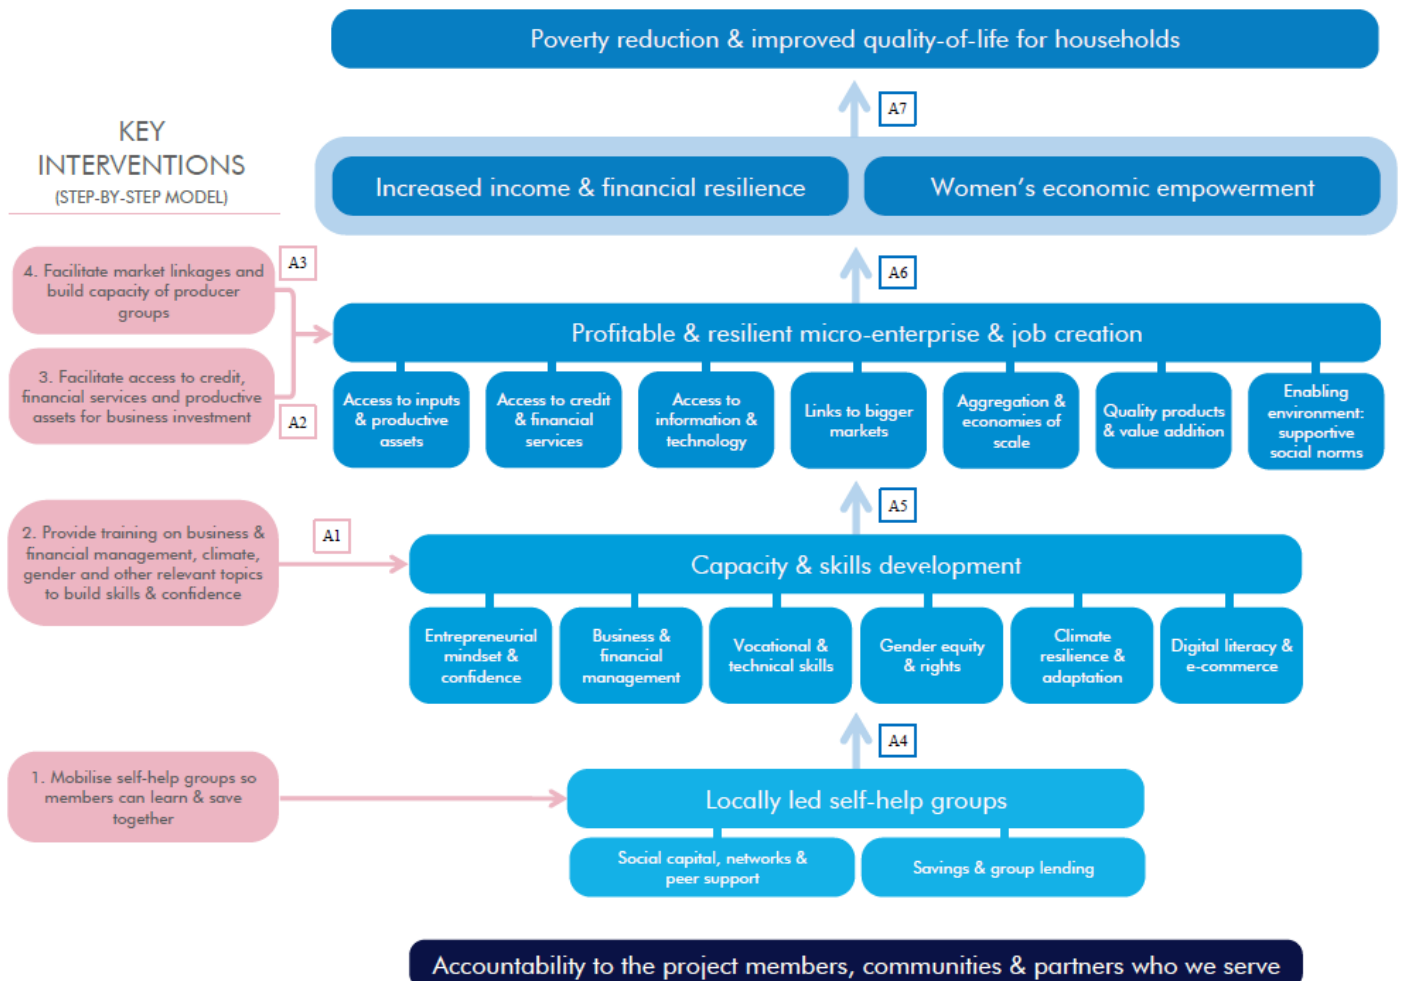 Poverty reduction & improved quality-of-life for households
A7
KEY
INTERVENTIONS
(STEP-BY-STEP MODEL)
Increased income & financial resilience
Women's economic empowerment
4. Facilitate market linkages and
build capacity of producer
groups
A3
A6
Profitable & resilient micro-enterprise & job creation
3. Facilitate access to credit,
financial services and productive
assets for business investment
A2
Access to inputs
& productive
assets
Access to credit
& financial
services
Access to
information &
technology
Links to bigger
markets
Aggregation &
economies of
scale
Quality products
& value addition
Enabling
environment:
supportive
social norms
A5
2. Provide training on business &
financial management, climate,
gender and other relevant topics
to build skills & confidence
A1
Capacity & skills development
Entrepreneurial
mindset &
confidence
Business &
financial
management
Vocational &
technical skills
Gender equity
& rights
Climate
resilience &
adaptation
Digital literacy &
e-commerce
A4
1. Mobilise self-help groups so
members can learn & save
together
Locally led self-help groups
Social capital, networks &
peer support
Savings & group lending
Accountability to the project members, communities & partners who we serve